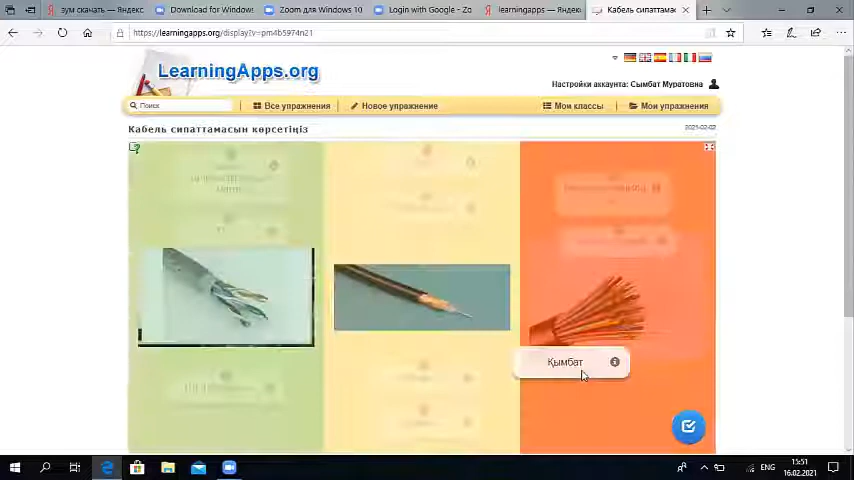 зум скачать — Яндекс
Download for Window
Zoom для Windows 10
Login with Google - Zo
learningapps — Яндек
Кабель сипаттамас
https://learningapps.org/display?v=pm4b5974n21
LearningApps.org
Настройки аккаунта: Сымбат Муратовна
Поиск
Все упражнения
Новое упражнение
Мои классы
Мои упражнения
Кабель сипаттамасын көрсетіңіз
2021-02-02
Қымбат
ENG
15:51
16.02.2021